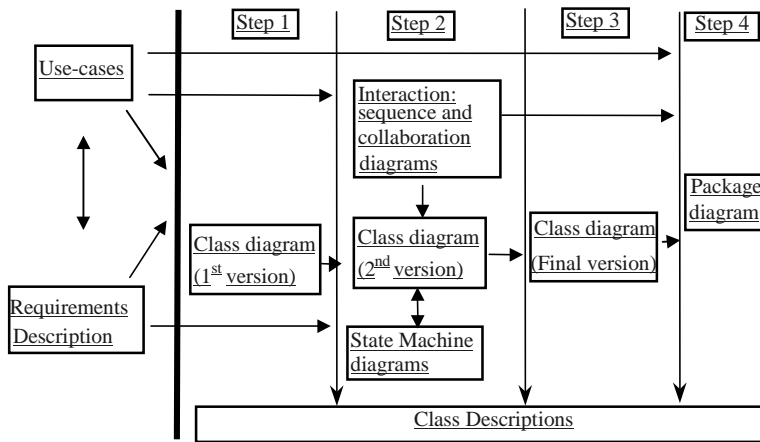 Step 1
Step 2
Step 3
Step 4
Use-cases
Interaction:
sequence and
collaboration
diagrams
Package
diagram
Class diagram
(1st version)
Class diagram
(2nd version)
Class diagram
(Final version)
Requirements
Description
State Machine
diagrams
Class Descriptions